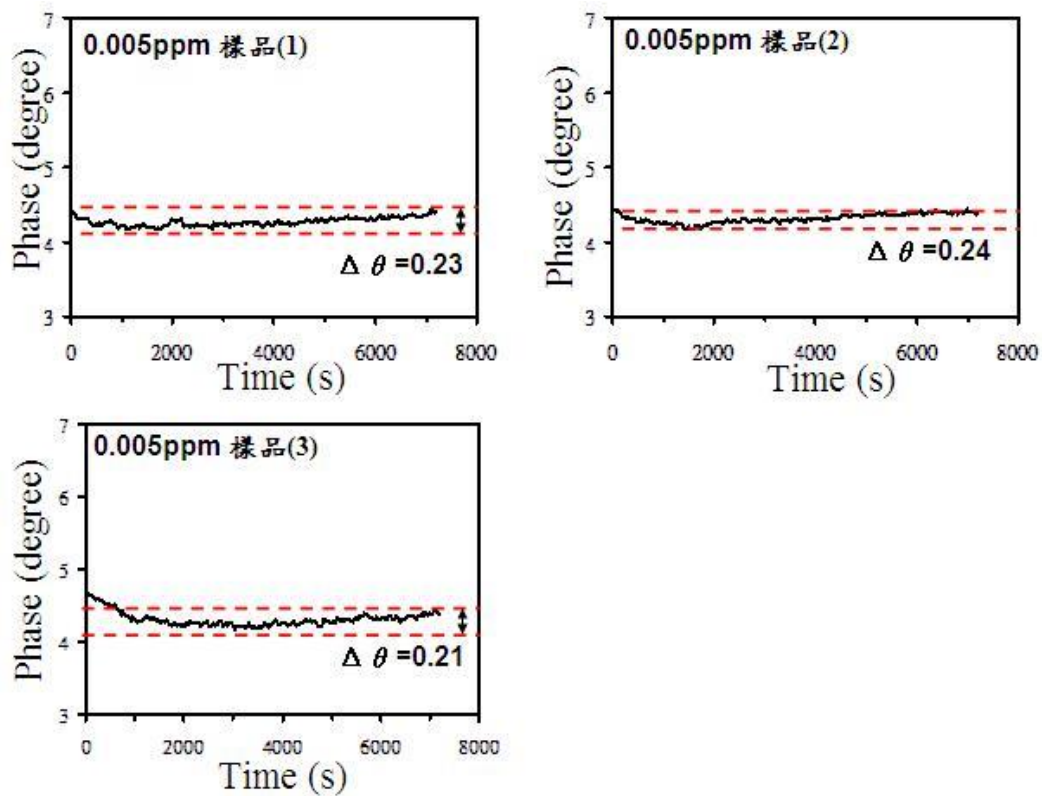 0.005ppm 樣品(1)
Phase (degree)
7
6
5
4
3
Δ θ =0.23
0 2000 4000 6000 8000
Time (s)
0.005ppm 樣品(2)
Phase (degree)
7
6
5
4
3
Δ θ =0.24
0 2000 4000 6000 8000
Time (s)
0.005ppm 樣品(3)
Phase (degree)
7
6
5
4
3
Δ θ =0.21
0 2000 4000 6000 8000
Time (s)